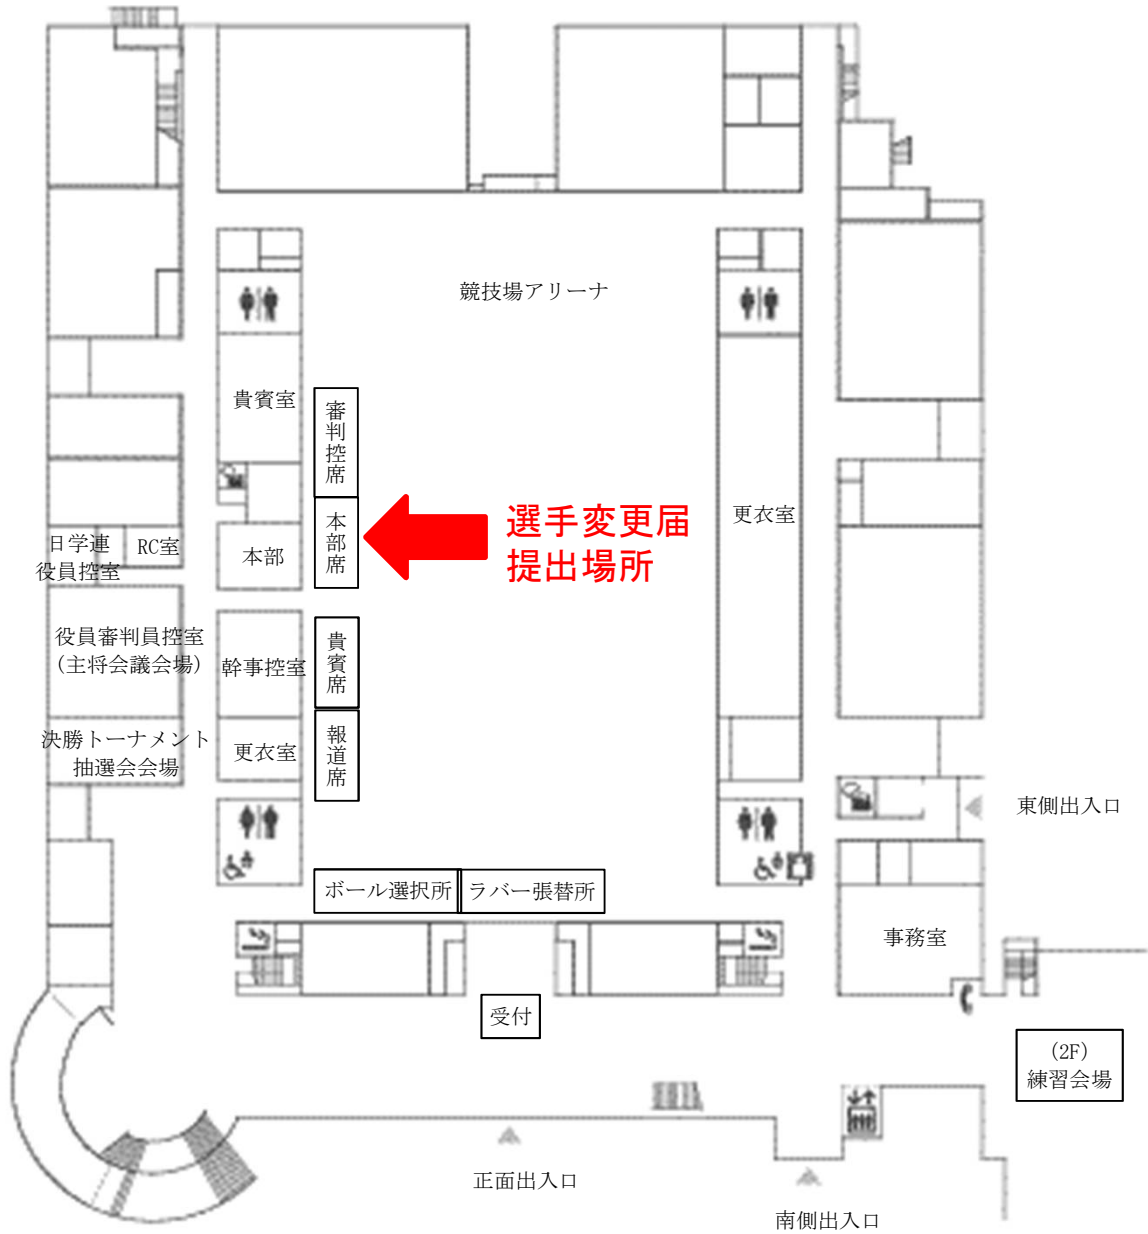 競技場アリーナ
貴賓室
審判控席
選手変更届
提出場所
本部席
更衣室
日学連
役員控室
RC室
本部
役員審判員控室
(主将会議会場)
幹事控室
貴賓席
決勝トーナメント
抽選会会場
更衣室
報道席
東側出入口
ボール選択所
ラバー張替所
事務室
受付
(2F)
練習会場
正面出入口
南側出入口